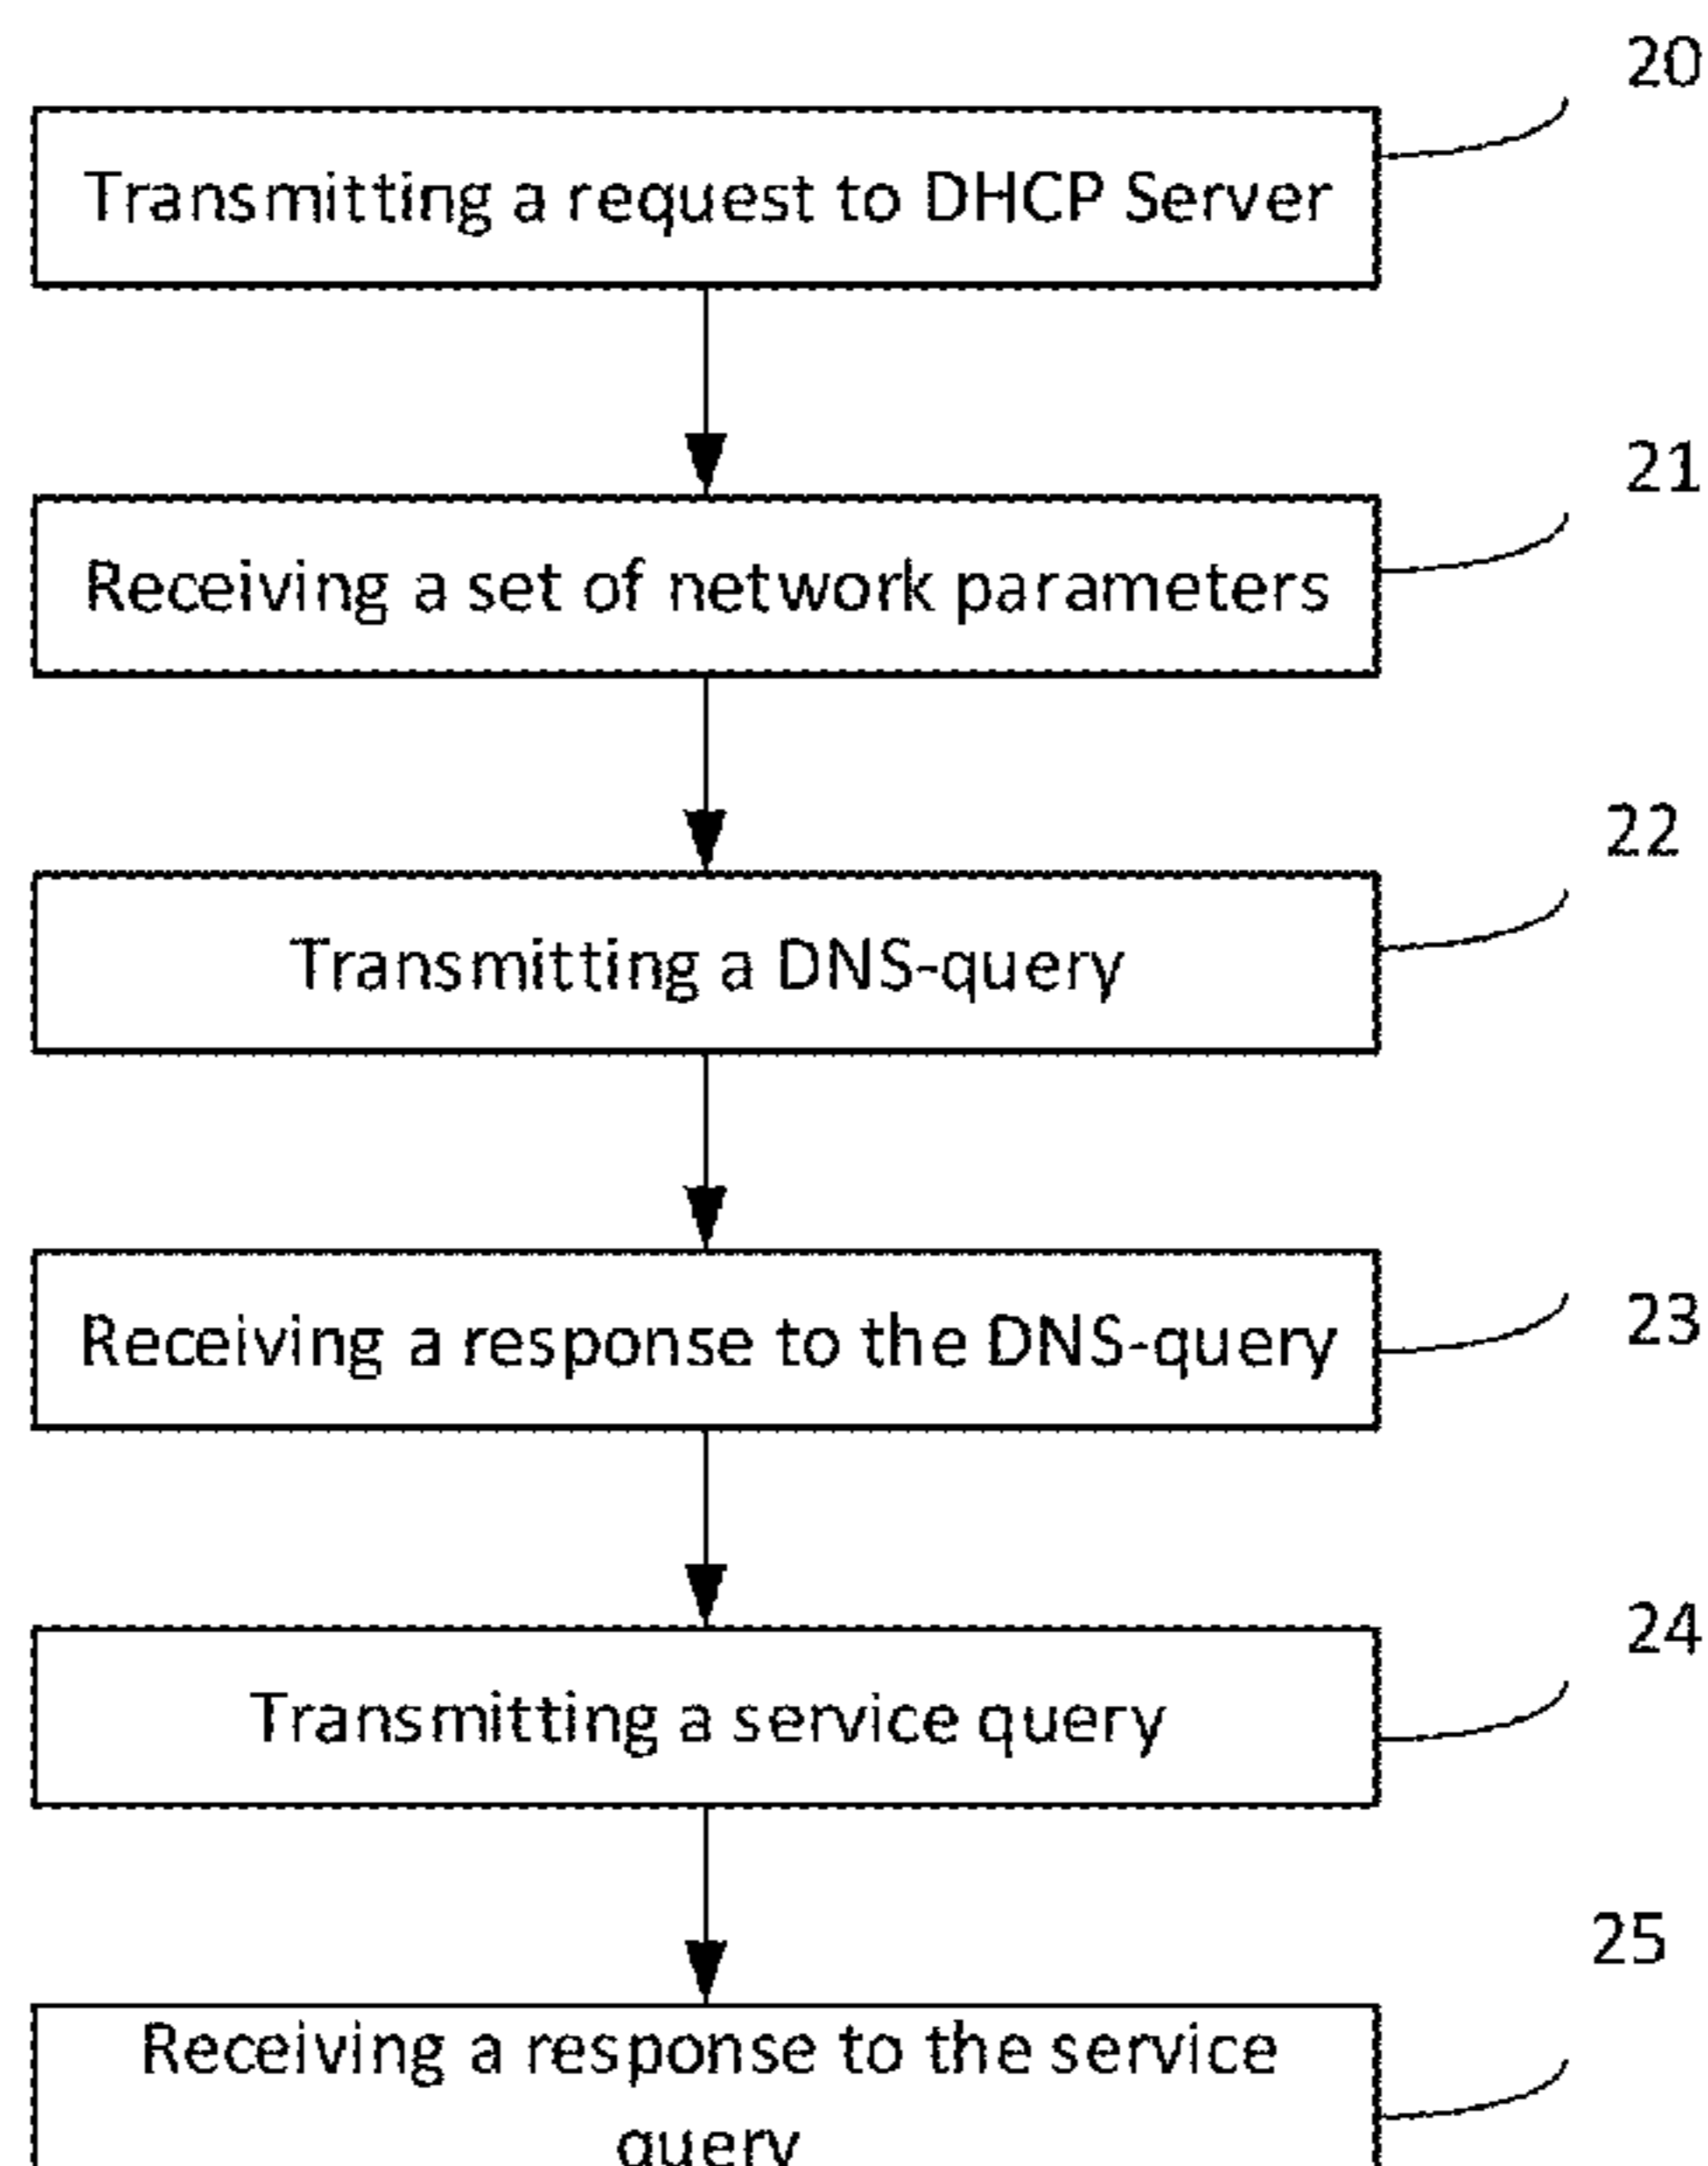 20
Transmitting a request to DHCP Server
21
Receiving a set of network parameters
22
Transmitting a DNS-query
23
Receiving a response to the DNS-query
24
Transmitting a service query
25
Receiving a response to the service
query